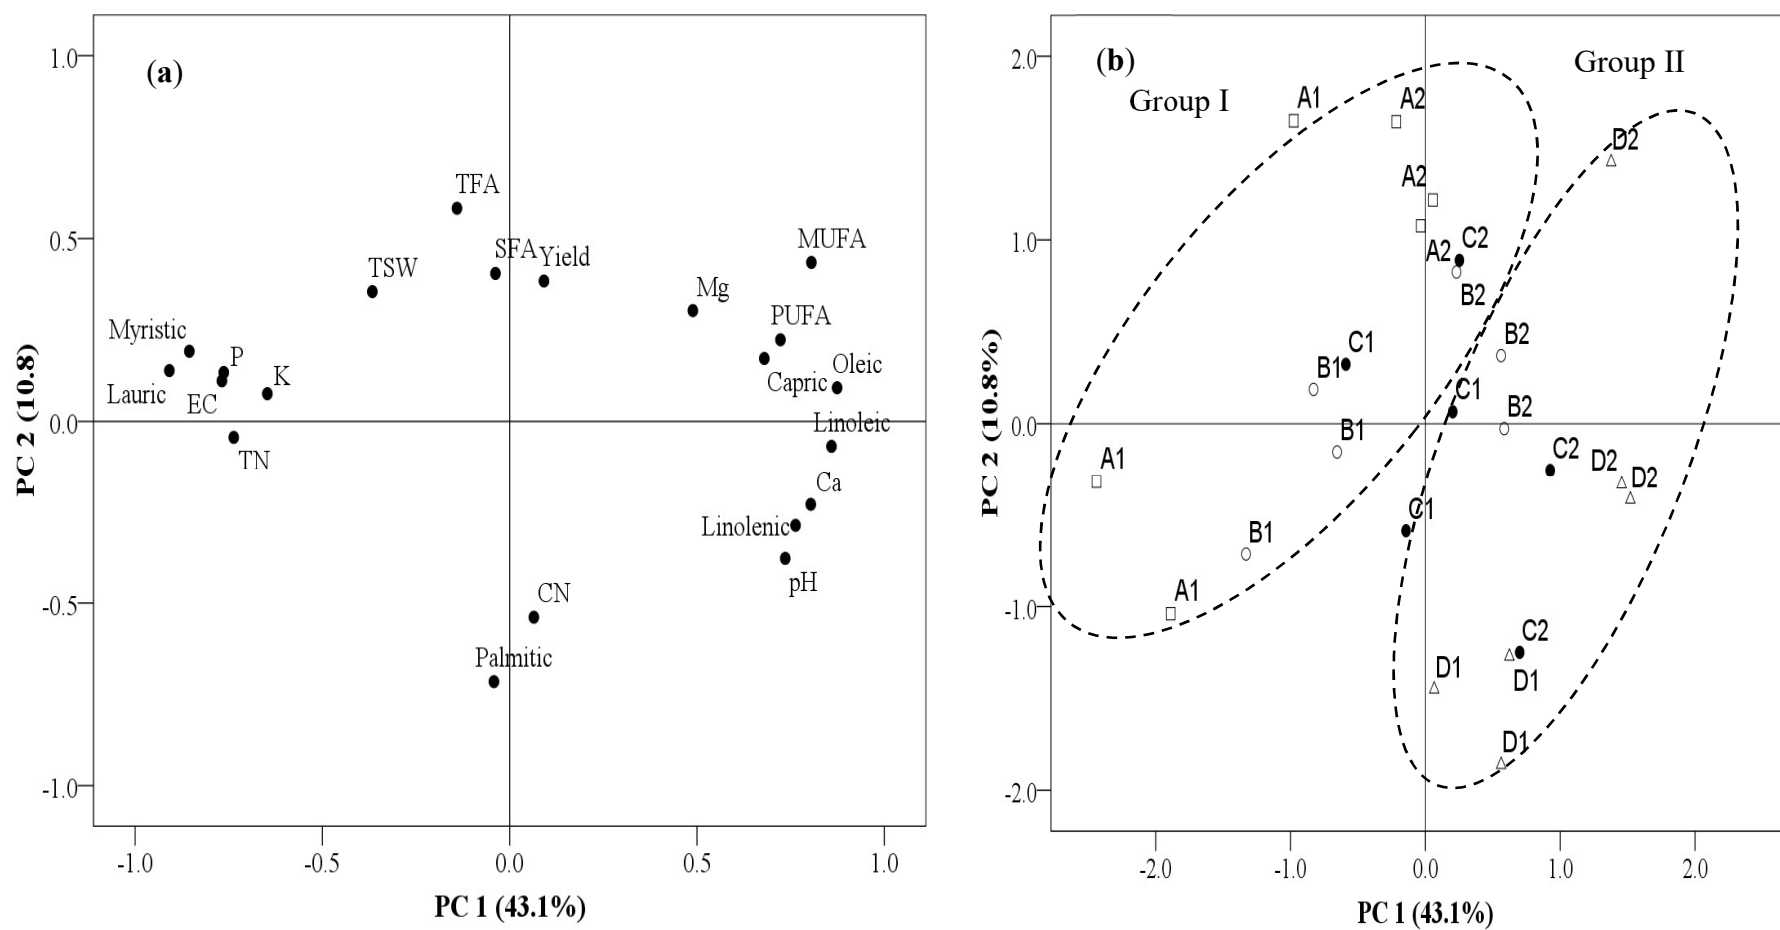 (a)
1.0
0.5
0.0
-0.5
-1.0
PC 2 (10.8)
TFA
SFA
Yield
TSW
MUFA
Mg
PUFA
Myristic
P
K
Oleic
Lauric
EC
Capric
Linoleic
TN
Ca
Linolenic
pH
CN
Palmitic
-1.0
-0.5
0.0
0.5
1.0
PC 1 (43.1%)
(b)
Group I
Group II
2.0
1.0
0.0
-1.0
-2.0
PC 2 (10.8%)
A1
A2
D2
A2
A2
C2
B2
B2
C1
B1
C1
B2
B1
C2
D2
D2
A1
C1
B1
A1
C2
D1
D1
D1
-2.0
-1.0
0.0
1.0
2.0
PC 1 (43.1%)